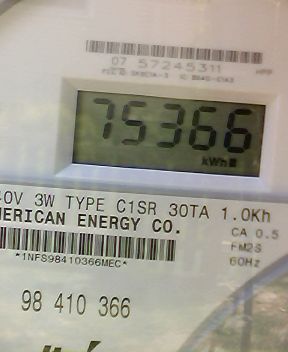 07 57245311
75366
kWh
40V 3W TYPE C1SR 30TA 1.0Kh
MERICAN ENERGY CO.
CA 0.5
FM2S
*1NFS98410366MEC*
60Hz
98 410 366